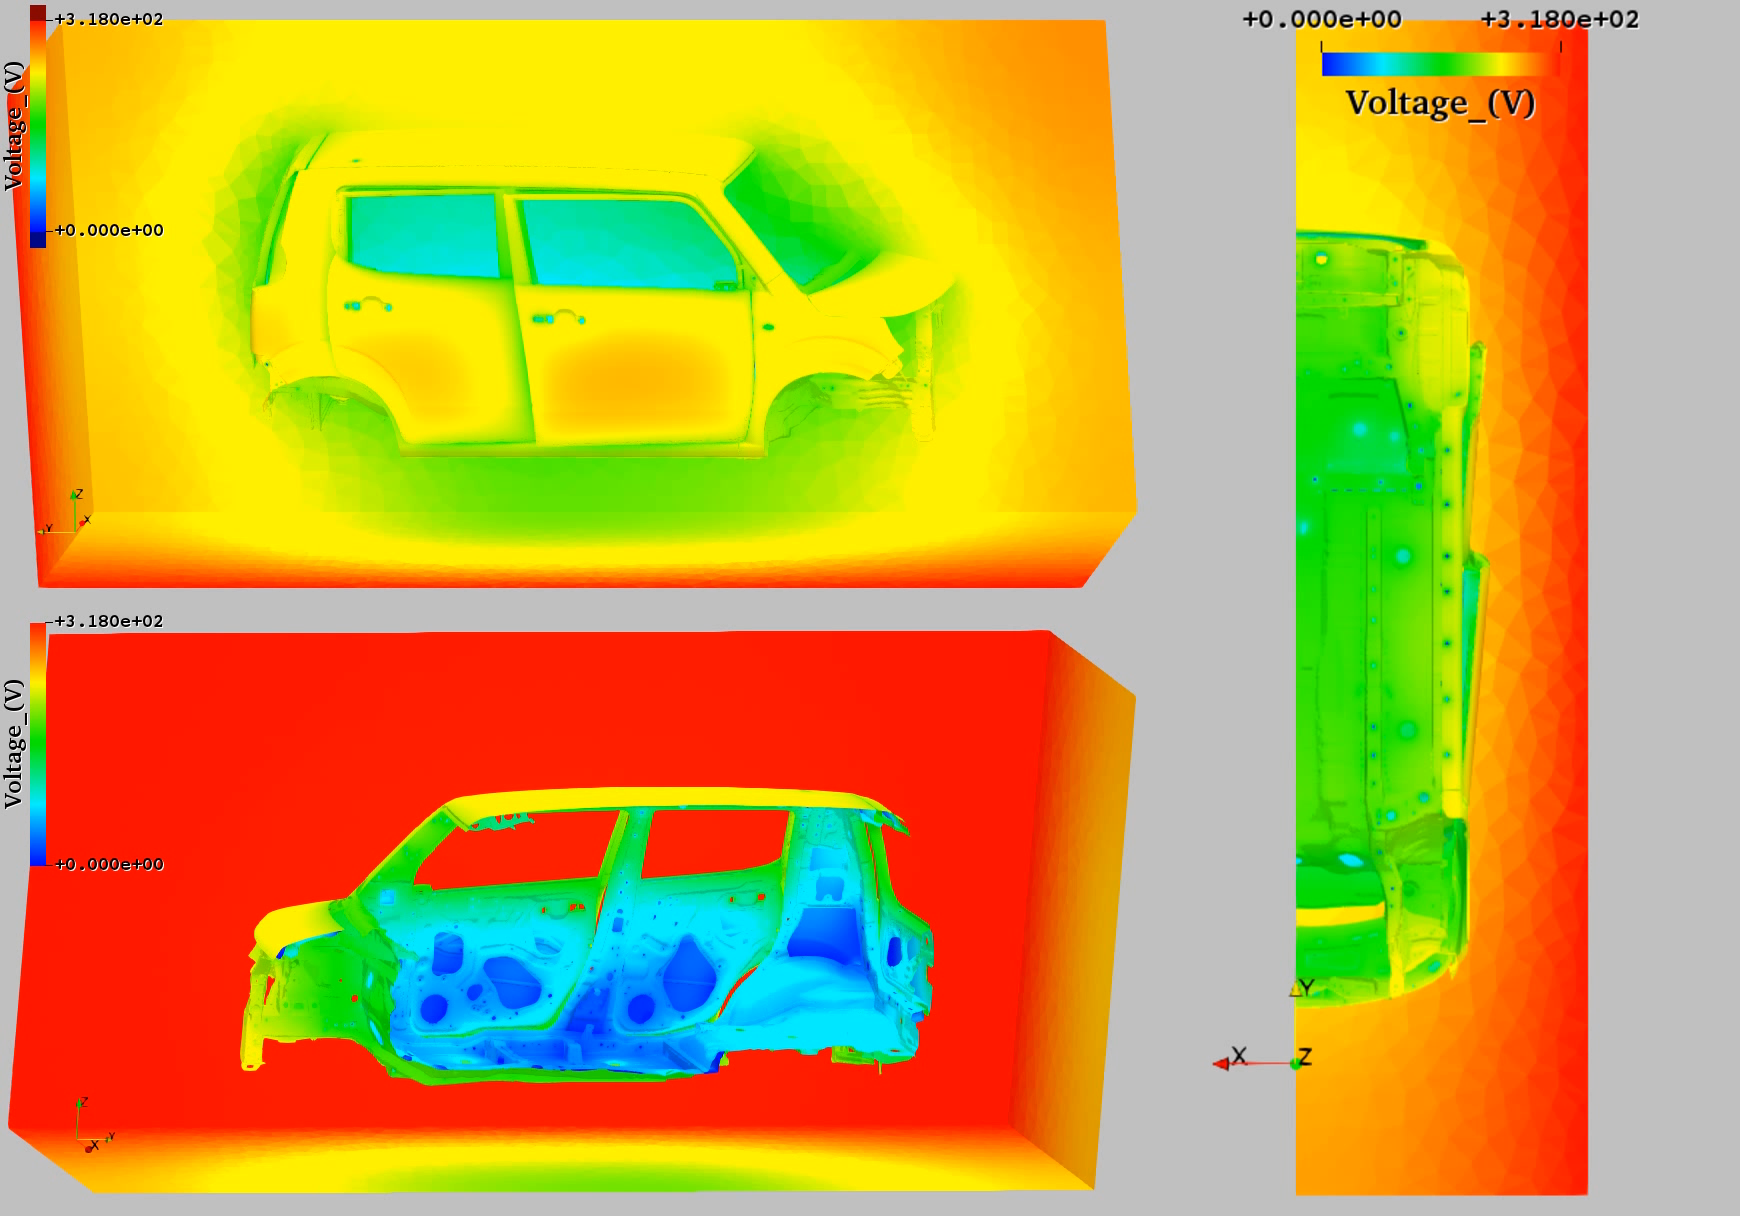 +3.180e+02
Voltage_(V)
+0.000e+00
Z
X
Y
+0.000e+00 +3.180e+02
Voltage_(V)
Y
X
Z
+3.180e+02
Voltage_(V)
+0.000e+00
Z
Y
X